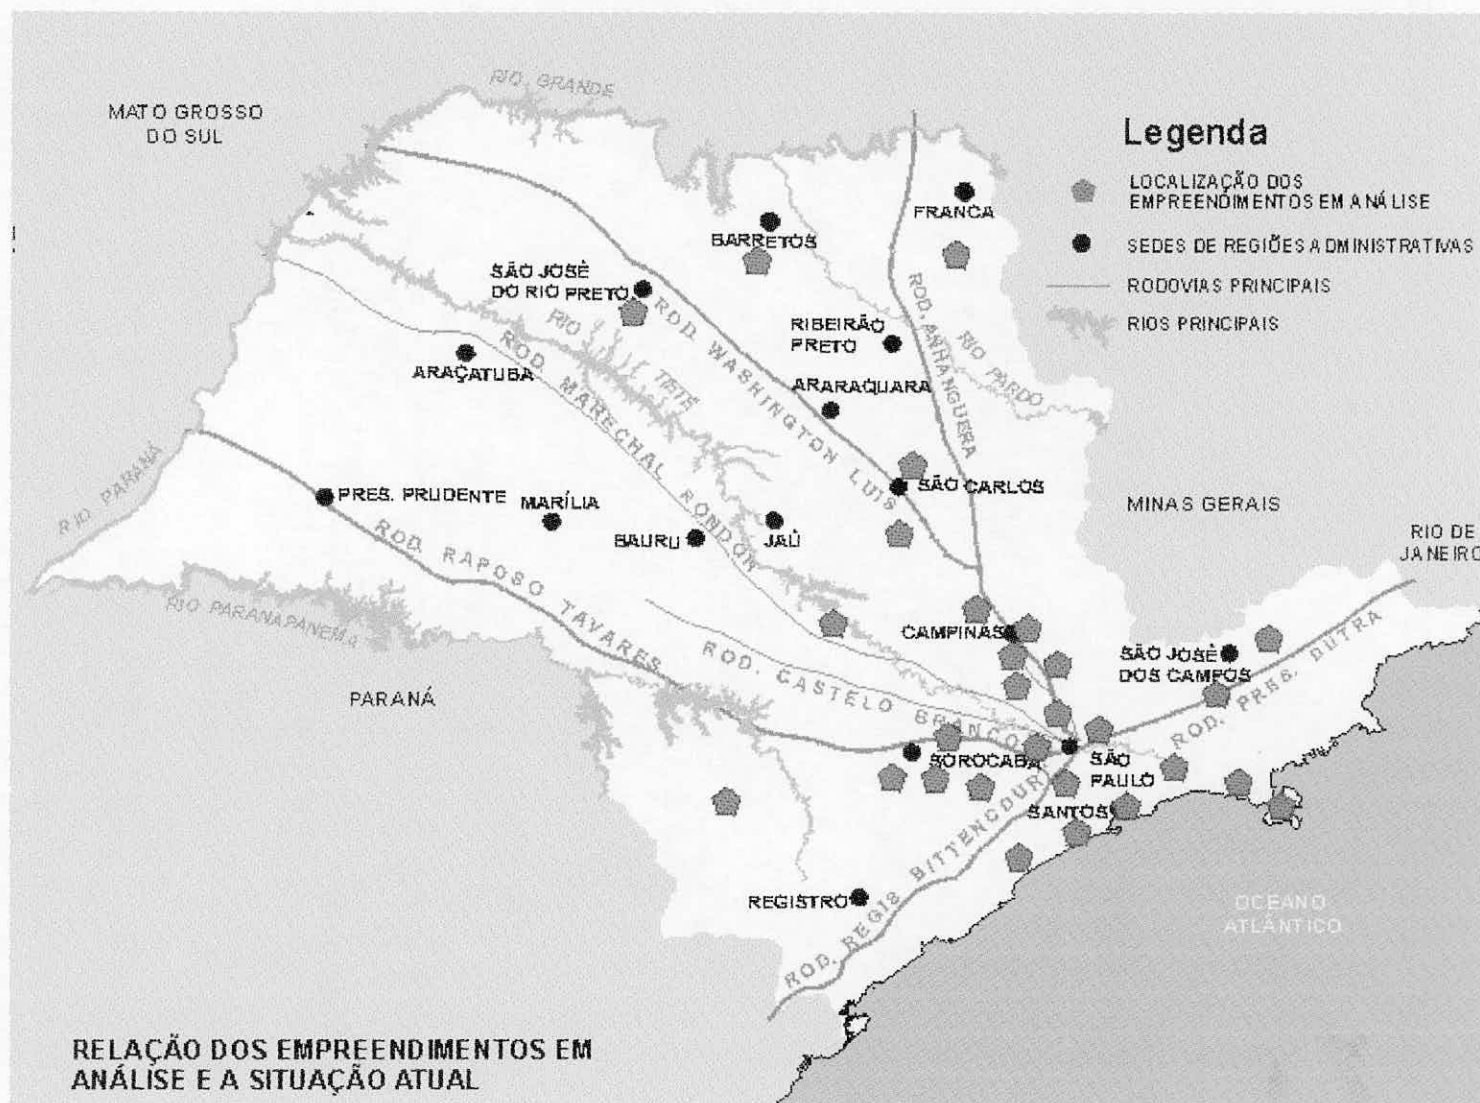 RIO GRANDE
MATO GROSSO
DO SUL
Legenda
LOCALIZAÇÃO DOS
EMPREENDIMENTOS EM ANÁLISE
SEDES DE REGIÕES ADMINISTRATIVAS
RODOVIAS PRINCIPAIS
RIOS PRINCIPAIS
FRANCA
BARRETOS
SÃO JOSÉ
DO RIO PRETO
RIBEIRÃO
PRETO
ARAÇATUBA
ARARAQUARA
ROD. WASHINGTON LUIS
ROD. ANHANGUERA
RIO PARDO
RIO TIETÊ
ROD. MARECHAL RONDON
RIO PARANÁ
PRES. PRUDENTE
MARÍLIA
BAURU
JAÚ
SÃO CARLOS
MINAS GERAIS
RIO DE
JANEIRO
ROD. RAPOSO TAVARES
RIO PARANAPANEMA
CAMPINAS
SÃO JOSÉ
DOS CAMPOS
ROD. PRES. DUTRA
ROD. CASTELO BRANCO
PARANÁ
SOROCABA
SÃO
PAULO
SANTOS
REGISTRO
ROD. REGIS BITTENCOURT
OCEANO
ATLÂNTICO
RELAÇÃO DOS EMPREENDIMENTOS EM
ANÁLISE E A SITUAÇÃO ATUAL